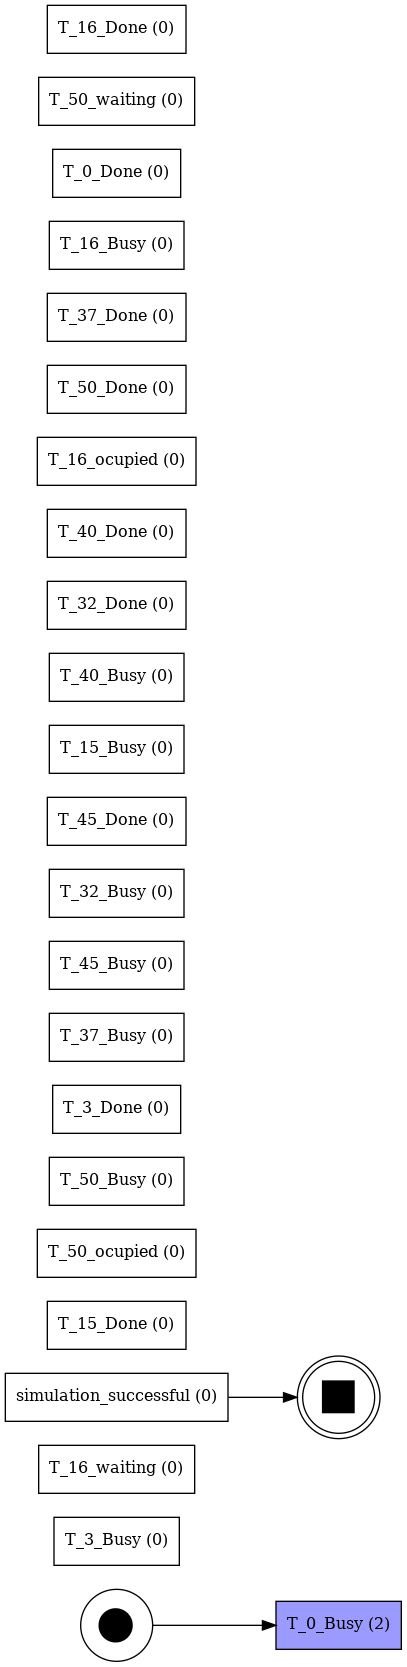 T_16_Done (0)
T_50_waiting (0)
T_0_Done (0)
T_16_Busy (0)
T_37_Done (0)
T_50_Done (0)
T_16_ocupied (0)
T_40_Done (0)
T_32_Done (0)
T_40_Busy (0)
T_15_Busy (0)
T_45_Done (0)
T_32_Busy (0)
T_45_Busy (0)
T_37_Busy (0)
T_3_Done (0)
T_50_Busy (0)
T_50_ocupied (0)
T_15_Done (0)
simulation_successful (0)
T_16_waiting (0)
T_3_Busy (0)
T_0_Busy (2)